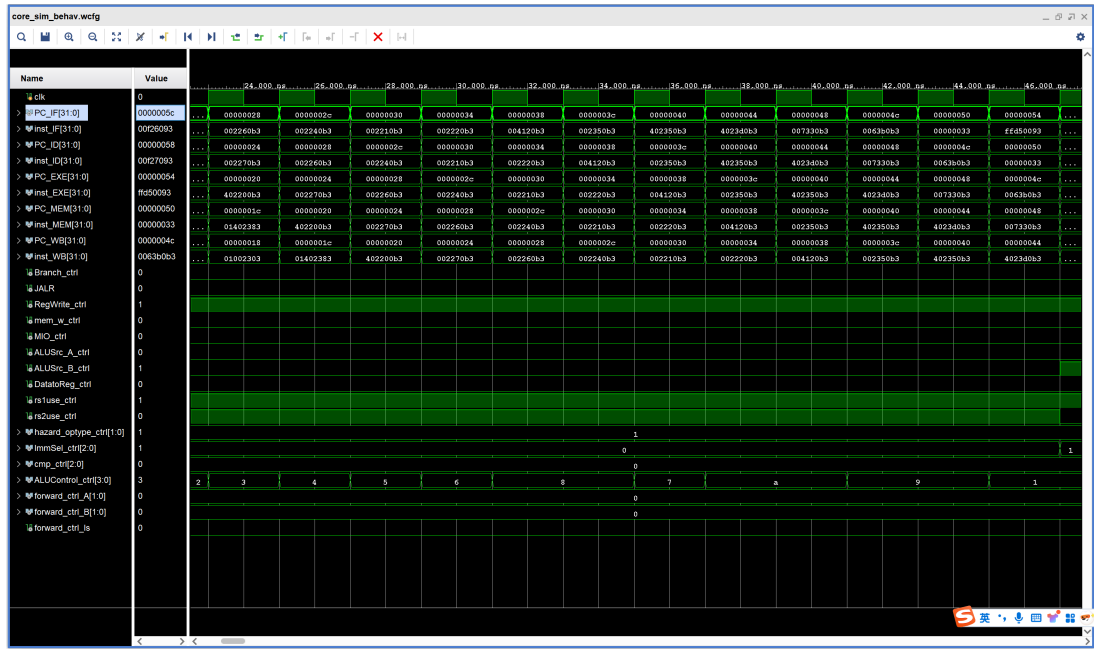 core_sim_behav.wcfg
Name Value
24.000 ns 26.000 ns 28.000 ns 30.000 ns 32.000 ns 34.000 ns 36.000 ns 38.000 ns 40.000 ns 42.000 ns 44.000 ns 46.000 ns
clk 0
PC_IF[31:0] 0000005c ... 00000028 0000002c 00000030 00000034 00000038 0000003c 00000040 00000044 00000048 0000004c 00000050 00000054
inst_IF[31:0] 00f26093 ... 002260b3 002240b3 002210b3 002220b3 004120b3 002350b3 402350b3 4023d0b3 007330b3 0063b0b3 00000033 ffd50093
PC_ID[31:0] 00000058 ... 00000024 00000028 0000002c 00000030 00000034 00000038 0000003c 00000040 00000044 00000048 0000004c 00000050
inst_ID[31:0] 00f27093 ... 002270b3 002260b3 002240b3 002210b3 002220b3 004120b3 002350b3 402350b3 4023d0b3 007330b3 0063b0b3 00000033
PC_EXE[31:0] 00000054 ... 00000020 00000024 00000028 0000002c 00000030 00000034 00000038 0000003c 00000040 00000044 00000048 0000004c
inst_EXE[31:0] ffd50093 ... 402200b3 002270b3 002260b3 002240b3 002210b3 002220b3 004120b3 002350b3 402350b3 4023d0b3 007330b3 0063b0b3
PC_MEM[31:0] 00000050 ... 0000001c 00000020 00000024 00000028 0000002c 00000030 00000034 00000038 0000003c 00000040 00000044 00000048
inst_MEM[31:0] 00000033 ... 01402383 402200b3 002270b3 002260b3 002240b3 002210b3 002220b3 004120b3 002350b3 402350b3 4023d0b3 007330b3
PC_WB[31:0] 0000004c ... 00000018 0000001c 00000020 00000024 00000028 0000002c 00000030 00000034 00000038 0000003c 00000040 00000044
inst_WB[31:0] 0063b0b3 ... 01002303 01402383 402200b3 002270b3 002260b3 002240b3 002210b3 002220b3 004120b3 002350b3 402350b3 4023d0b3
Branch_ctrl 0
JALR 0
RegWrite_ctrl 1
mem_w_ctrl 0
MIO_ctrl 0
ALUSrc_A_ctrl 0
ALUSrc_B_ctrl 1
DatatoReg_ctrl 0
rs1use_ctrl 1
rs2use_ctrl 0
hazard_optype_ctrl[1:0] 1 1
ImmSel_ctrl[2:0] 1 0 1
cmp_ctrl[2:0] 0 0
ALUControl_ctrl[3:0] 3 2 3 4 5 6 8 7 a 9 1
forward_ctrl_A[1:0] 0 0
forward_ctrl_B[1:0] 0 0
forward_ctrl_ls 0
S 英